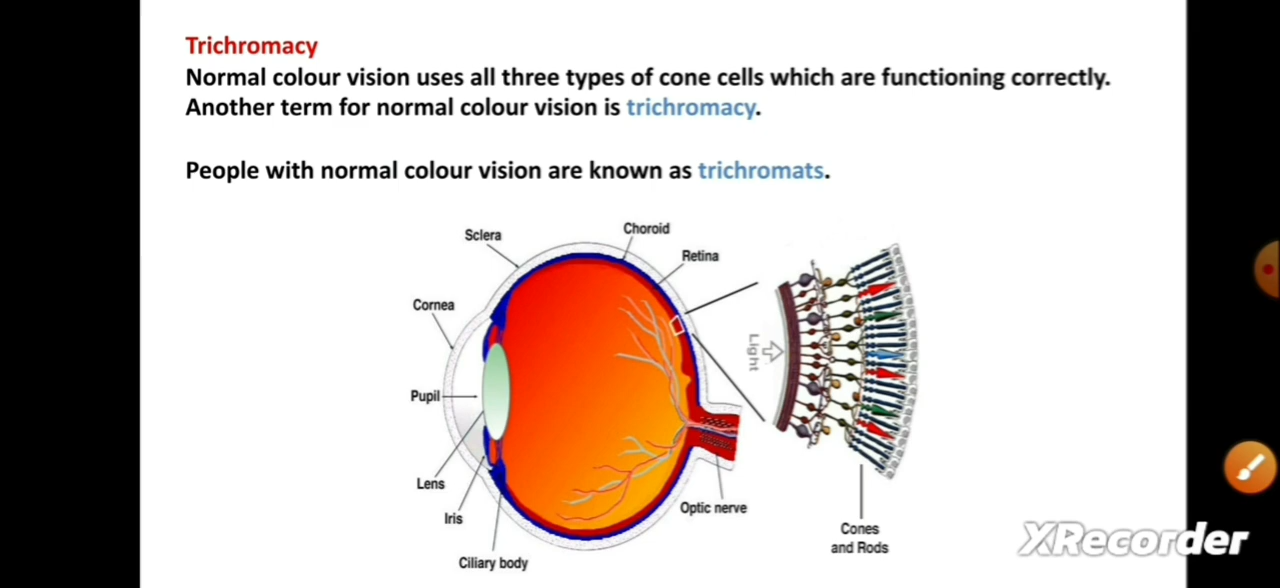 Trichromacy
Normal colour vision uses all three types of cone cells which are functioning correctly.
Another term for normal colour vision is trichromacy.
People with normal colour vision are known as trichromats.
Choroid
Sclera
Retina
Cornea
Light
Pupil
Lens
Optic nerve
Iris
Cones
and Rods
Ciliary body
XRecorder